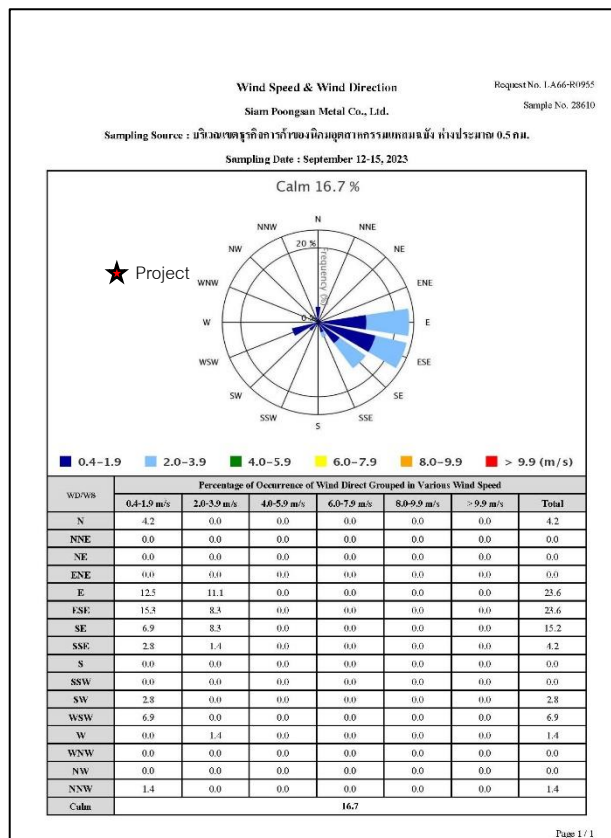 Wind Speed & Wind Direction
Request No. LA66-R0955
Siam Poongsan Metal Co., Ltd.
Sample No. 28610
Sampling Source : บริเวณเขตธุรกิจการค้าของนิคมอุตสาหกรรมแหลมฉบัง ห่างประมาณ 0.5 กม.
Sampling Date : September 12-15, 2023
Calm 16.7 %
N
NNW
NNE
20 %
NW
NE
Frequency (%)
Project
WNW
ENE
0 %
W
E
WSW
ESE
SW
SE
SSW
SSE
S
0.4-1.9 2.0-3.9 4.0-5.9 6.0-7.9 8.0-9.9 > 9.9 (m/s)
WD/WS Percentage of Occurrence of Wind Direct Grouped in Various Wind Speed
0.4-1.9 m/s 2.0-3.9 m/s 4.0-5.9 m/s 6.0-7.9 m/s 8.0-9.9 m/s >9.9 m/s Total
N 4.2 0.0 0.0 0.0 0.0 0.0 4.2
NNE 0.0 0.0 0.0 0.0 0.0 0.0 0.0
NE 0.0 0.0 0.0 0.0 0.0 0.0 0.0
ENE 0.0 0.0 0.0 0.0 0.0 0.0 0.0
E 12.5 11.1 0.0 0.0 0.0 0.0 23.6
ESE 15.3 8.3 0.0 0.0 0.0 0.0 23.6
SE 6.9 8.3 0.0 0.0 0.0 0.0 15.2
SSE 2.8 1.4 0.0 0.0 0.0 0.0 4.2
S 0.0 0.0 0.0 0.0 0.0 0.0 0.0
SSW 0.0 0.0 0.0 0.0 0.0 0.0 0.0
SW 2.8 0.0 0.0 0.0 0.0 0.0 2.8
WSW 6.9 0.0 0.0 0.0 0.0 0.0 6.9
W 0.0 1.4 0.0 0.0 0.0 0.0 1.4
WNW 0.0 0.0 0.0 0.0 0.0 0.0 0.0
NW 0.0 0.0 0.0 0.0 0.0 0.0 0.0
NNW 1.4 0.0 0.0 0.0 0.0 0.0 1.4
Calm 16.7
Page 1 / 1